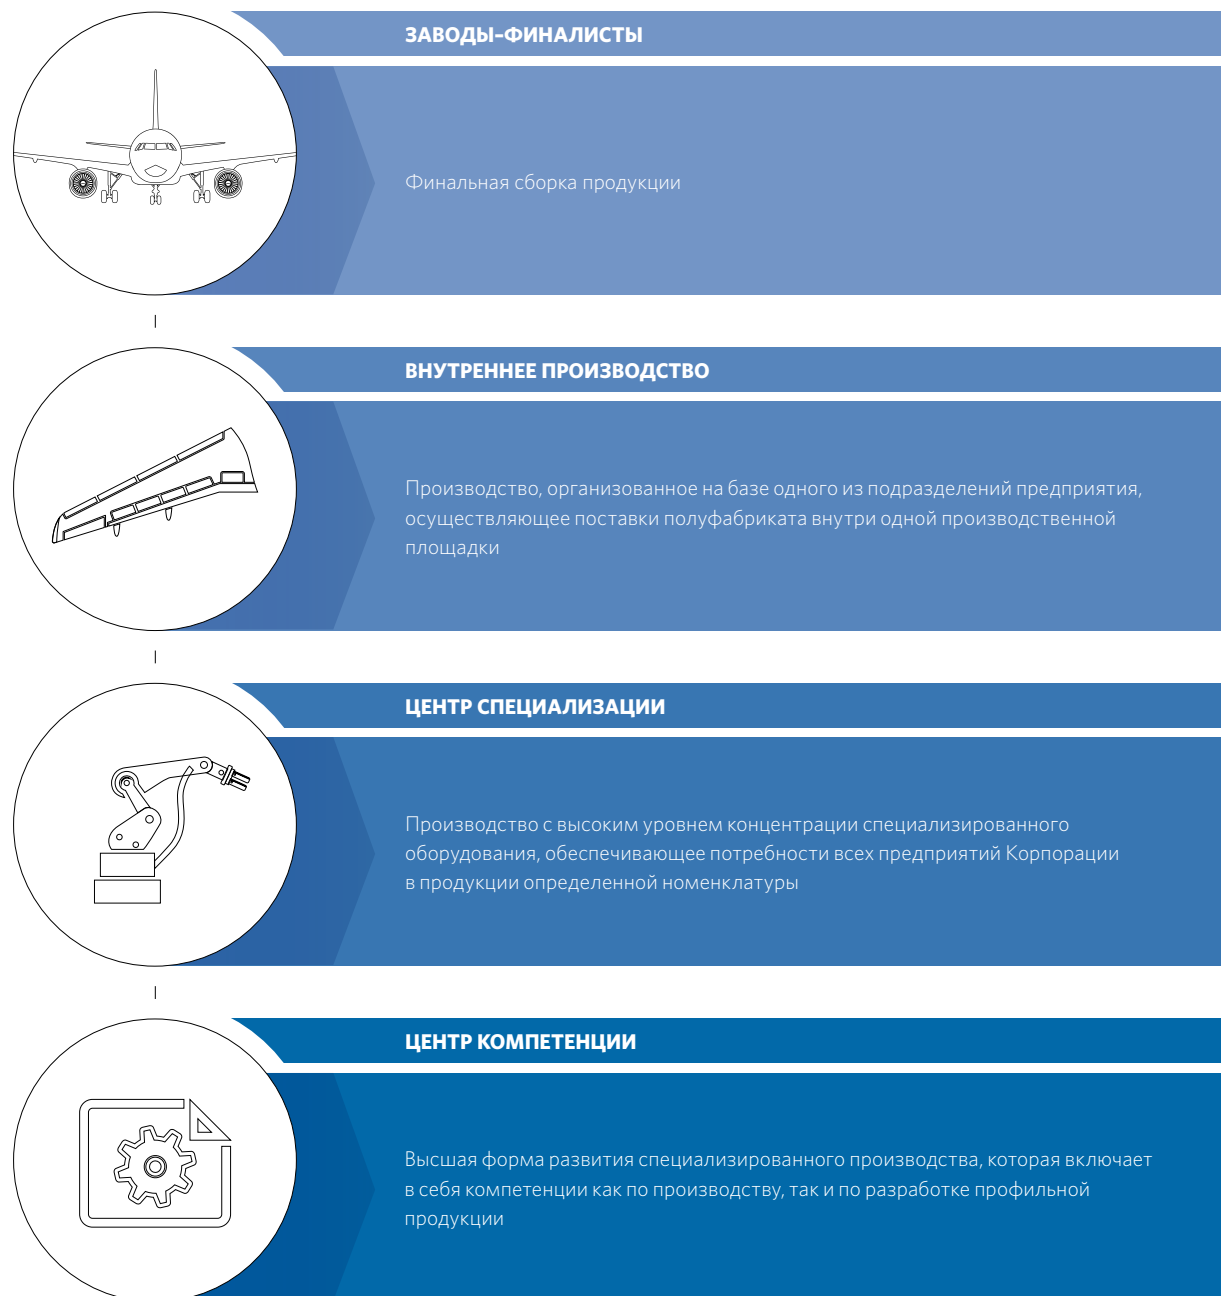 ЗАВОДЫ–ФИНАЛИСТЫ
Финальная сборка продукции
ВНУТРЕННЕЕ ПРОИЗВОДСТВО
Производство, организованное на базе одного из подразделений предприятия,
осуществляющее поставки полуфабриката внутри одной производственной
площадки
ЦЕНТР СПЕЦИАЛИЗАЦИИ
Производство с высоким уровнем концентрации специализированного
оборудования, обеспечивающее потребности всех предприятий Корпорации
в продукции определенной номенклатуры
ЦЕНТР КОМПЕТЕНЦИИ
Высшая форма развития специализированного производства, которая включает
в себя компетенции как по производству, так и по разработке профильной
продукции